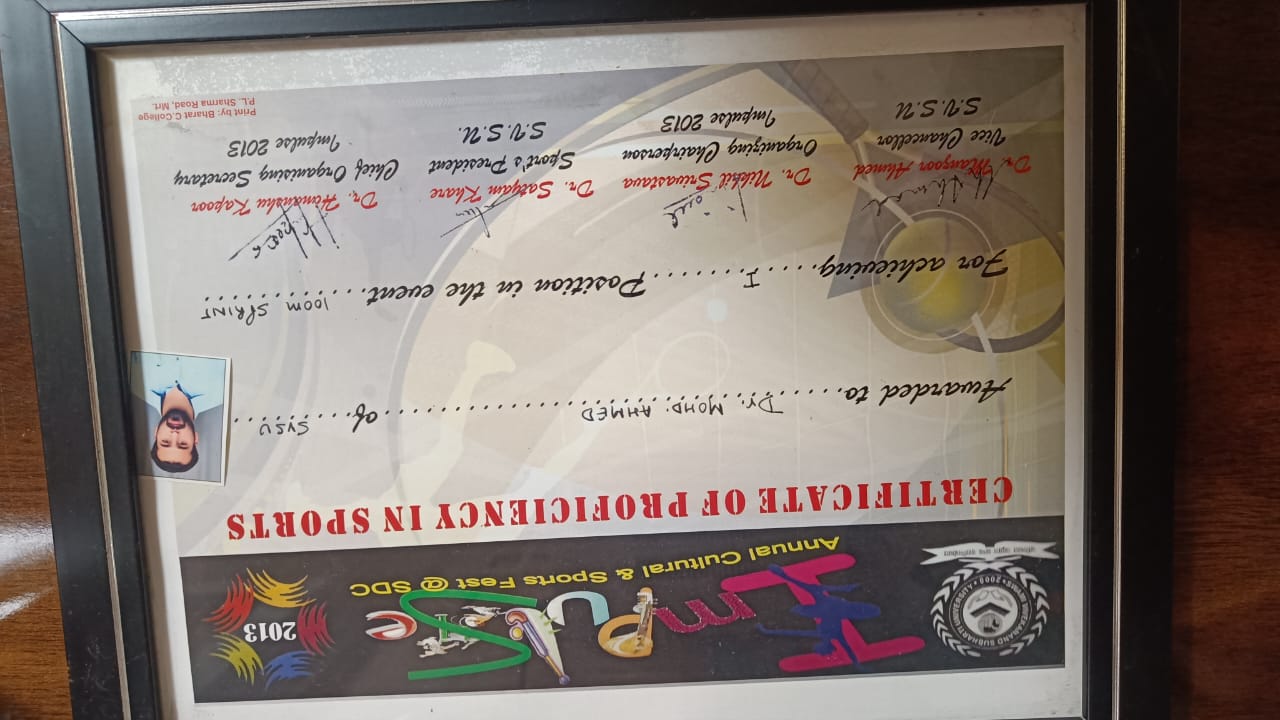 ImPULSe
Annual Cultural & Sports Fest @ SDC
2013
CERTIFICATE OF PROFICIENCY IN SPORTS
Awarded to............Dr. MOHD. AHMED............of....SVSU....
For achieving.....I........Position in the event....100m SPRINT
Dr. Manzoor Ahmed
Vice Chancellor
S.V.S.U
Dr. Nikhil Srivastava
Organizing Chairperson
Impulse 2013
Dr. Satyam Khare
Sport's President
S.V.S.U.
Dr. Himanshu Kapoor
Chief Organising Secretary
Impulse 2013
Print by: Bharat C.College
P.L. Sharma Road, Mrt.